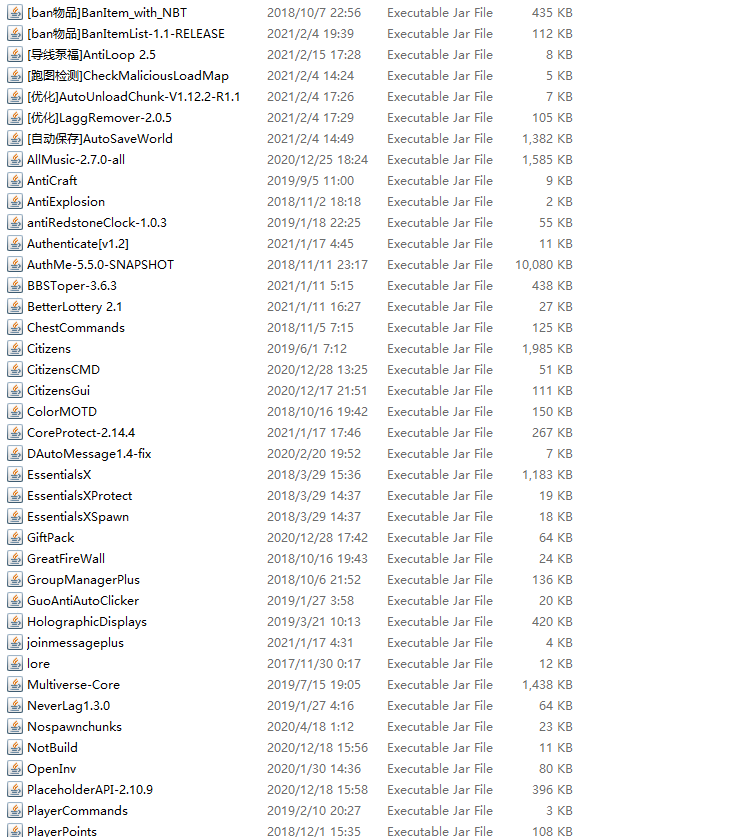 [ban物品]BanItem_with_NBT 2018/10/7 22:56 Executable Jar File 435 KB
[ban物品]BanItemList-1.1-RELEASE 2021/2/4 19:39 Executable Jar File 112 KB
[导线泵福]AntiLoop 2.5 2021/2/15 17:28 Executable Jar File 8 KB
[跑图检测]CheckMaliciousLoadMap 2021/2/4 14:24 Executable Jar File 5 KB
[优化]AutoUnloadChunk-V1.12.2-R1.1 2021/2/4 17:26 Executable Jar File 7 KB
[优化]LaggRemover-2.0.5 2021/2/4 17:29 Executable Jar File 105 KB
[自动保存]AutoSaveWorld 2021/2/4 14:49 Executable Jar File 1,382 KB
AllMusic-2.7.0-all 2020/12/25 18:24 Executable Jar File 1,585 KB
AntiCraft 2019/9/5 11:00 Executable Jar File 9 KB
AntiExplosion 2018/11/2 18:18 Executable Jar File 2 KB
antiRedstoneClock-1.0.3 2019/1/18 22:25 Executable Jar File 55 KB
Authenticate[v1.2] 2021/1/17 4:45 Executable Jar File 11 KB
AuthMe-5.5.0-SNAPSHOT 2018/11/11 23:17 Executable Jar File 10,080 KB
BBSToper-3.6.3 2021/1/11 5:15 Executable Jar File 438 KB
BetterLottery 2.1 2021/1/11 16:27 Executable Jar File 27 KB
ChestCommands 2018/11/5 7:15 Executable Jar File 125 KB
Citizens 2019/6/1 7:12 Executable Jar File 1,985 KB
CitizensCMD 2020/12/28 13:25 Executable Jar File 51 KB
CitizensGui 2020/12/17 21:51 Executable Jar File 111 KB
ColorMOTD 2018/10/16 19:42 Executable Jar File 150 KB
CoreProtect-2.14.4 2021/1/17 17:46 Executable Jar File 267 KB
DAutoMessage1.4-fix 2020/2/20 19:52 Executable Jar File 7 KB
EssentialsX 2018/3/29 15:36 Executable Jar File 1,183 KB
EssentialsXProtect 2018/3/29 14:37 Executable Jar File 19 KB
EssentialsXSpawn 2018/3/29 14:37 Executable Jar File 18 KB
GiftPack 2020/12/28 17:42 Executable Jar File 64 KB
GreatFireWall 2018/10/16 19:43 Executable Jar File 24 KB
GroupManagerPlus 2018/10/6 21:52 Executable Jar File 136 KB
GuoAntiAutoClicker 2019/1/27 3:58 Executable Jar File 20 KB
HolographicDisplays 2019/3/21 10:13 Executable Jar File 420 KB
joinmessageplus 2021/1/17 4:31 Executable Jar File 4 KB
lore 2017/11/30 0:17 Executable Jar File 12 KB
Multiverse-Core 2019/7/15 19:05 Executable Jar File 1,438 KB
NeverLag1.3.0 2019/1/27 4:16 Executable Jar File 64 KB
Nospawnchunks 2020/4/18 1:12 Executable Jar File 23 KB
NotBuild 2020/12/18 15:56 Executable Jar File 11 KB
OpenInv 2020/1/30 14:36 Executable Jar File 80 KB
PlaceholderAPI-2.10.9 2020/12/18 15:58 Executable Jar File 396 KB
PlayerCommands 2019/2/10 20:27 Executable Jar File 3 KB
PlayerPoints 2018/12/1 15:35 Executable Jar File 108 KB